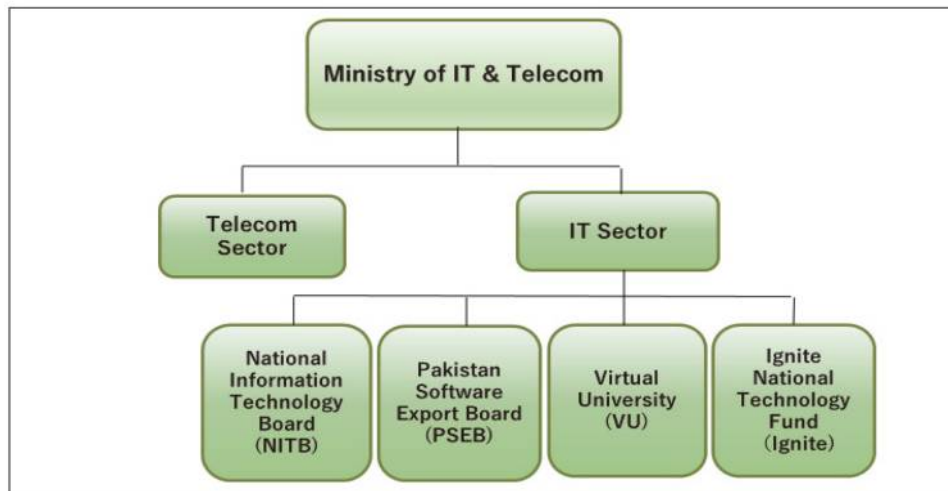 Ministry of IT & Telecom
Telecom
Sector
IT Sector
National
Information
Technology
Board
(NITB)
Pakistan
Software
Export Board
(PSEB)
Virtual
University
(VU)
Ignite
National
Technology
Fund
(Ignite)